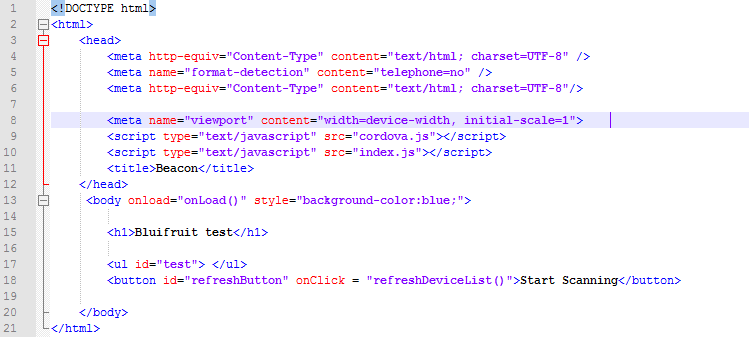 1 <!DOCTYPE html>
2 <html>
3 <head>
4 <meta http-equiv="Content-Type" content="text/html; charset=UTF-8" />
5 <meta name="format-detection" content="telephone=no" />
6 <meta http-equiv="Content-Type" content="text/html; charset=UTF-8"/>
7
8 <meta name="viewport" content="width=device-width, initial-scale=1">
9 <script type="text/javascript" src="cordova.js"></script>
10 <script type="text/javascript" src="index.js"></script>
11 <title>Beacon</title>
12 </head>
13 <body onload="onLoad()" style="background-color:blue;">
14
15 <h1>Bluifruit test</h1>
16
17 <ul id="test"> </ul>
18 <button id="refreshButton" onClick = "refreshDeviceList()">Start Scanning</button>
19
20 </body>
21 </html>